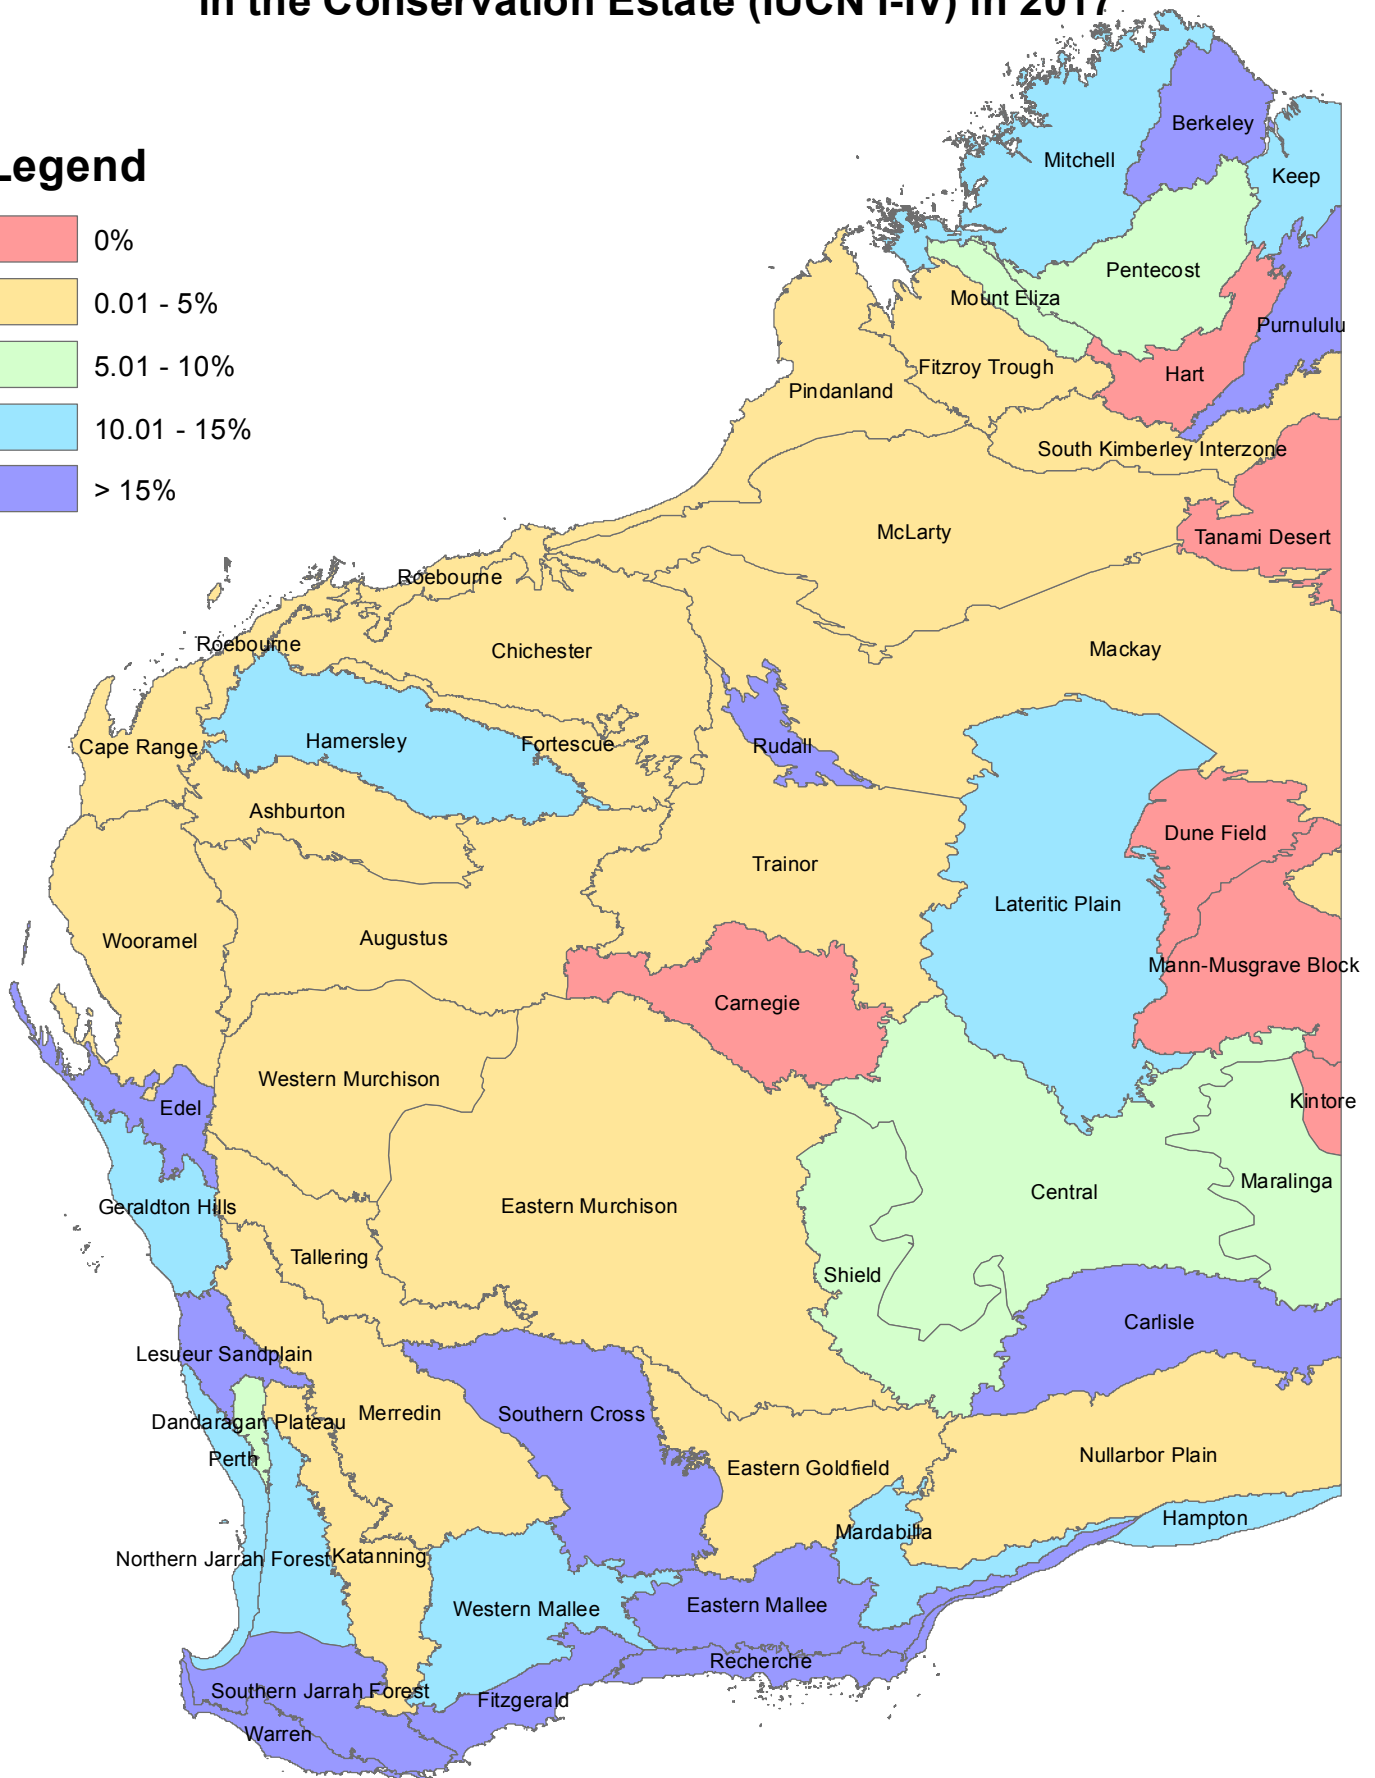 in the Conservation Estate (IUCN I-IV) in 2017
Legend
0%
0.01 - 5%
5.01 - 10%
10.01 - 15%
> 15%
Berkeley
Mitchell
Keep
Pentecost
Mount Eliza
Purnululu
Fitzroy Trough
Hart
Pindanland
South Kimberley Interzone
McLarty
Tanami Desert
Roebourne
Roebourne
Chichester
Mackay
Hamersley
Fortescue
Rudall
Cape Range
Ashburton
Dune Field
Trainor
Lateritic Plain
Wooramel
Augustus
Mann-Musgrave Block
Carnegie
Western Murchison
Kintore
Edel
Maralinga
Central
Geraldton Hills
Eastern Murchison
Tallering
Shield
Carlisle
Lesueur Sandplain
Merredin
Southern Cross
Dandaragan Plateau
Perth
Eastern Goldfield
Nullarbor Plain
Hampton
Mardabilla
Northern Jarrah Forest
Katanning
Western Mallee
Eastern Mallee
Recherche
Southern Jarrah Forest
Fitzgerald
Warren